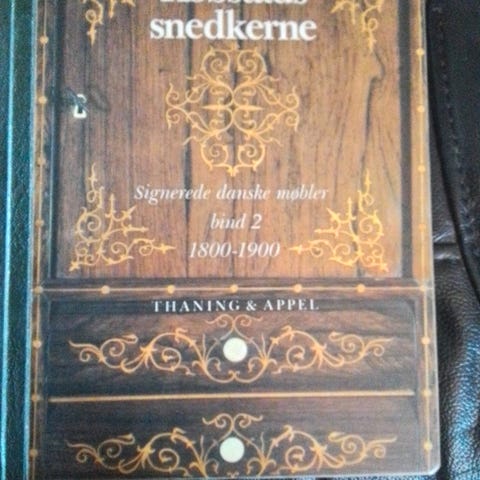 snedkerne
Signerede danske møbler
bind 2
1800-1900
THANING & APPEL